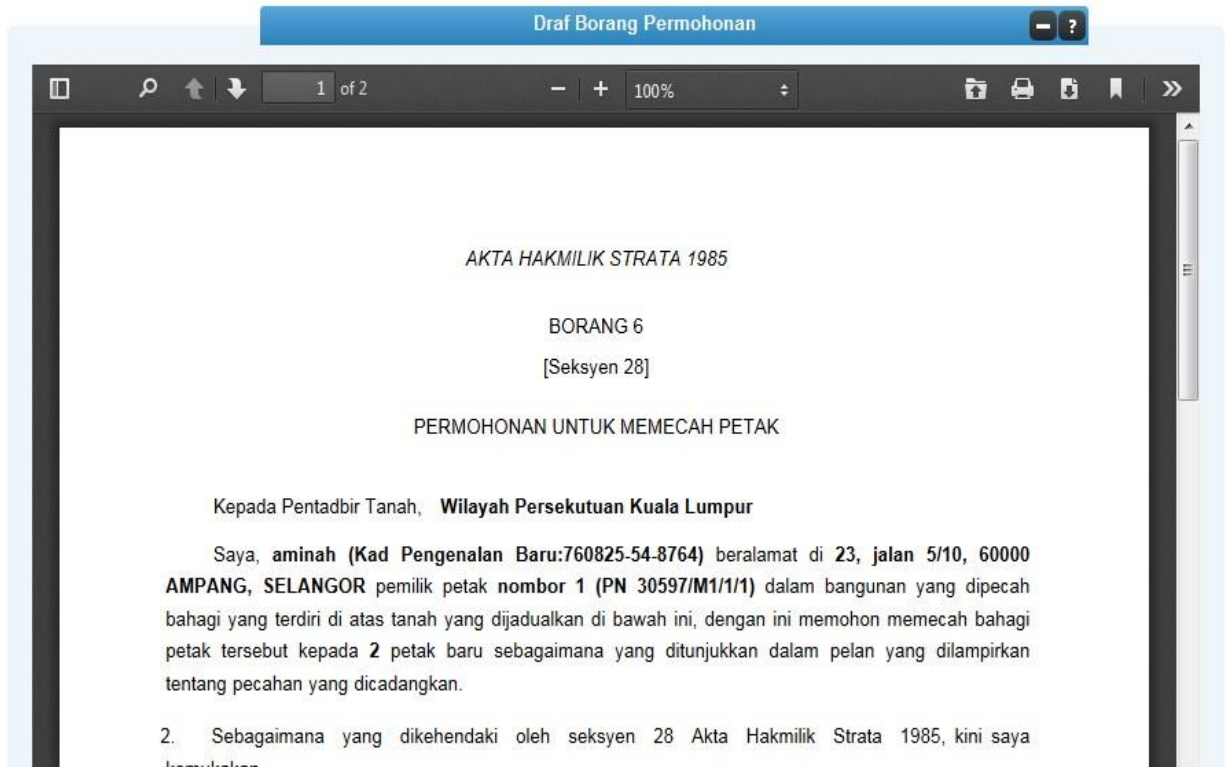 Draf Borang Permohonan
1 of 2
100%
AKTA HAKMILIK STRATA 1985
BORANG 6
[Seksyen 28]
PERMOHONAN UNTUK MEMECAH PETAK
Kepada Pentadbir Tanah, Wilayah Persekutuan Kuala Lumpur
Saya, aminah (Kad Pengenalan Baru:760825-54-8764) beralamat di 23, jalan 5/10, 60000
AMPANG, SELANGOR pemilik petak nombor 1 (PN 30597/M1/1/1) dalam bangunan yang dipecah
bahagi yang terdiri di atas tanah yang dijadualkan di bawah ini, dengan ini memohon memecah bahagi
petak tersebut kepada 2 petak baru sebagaimana yang ditunjukkan dalam pelan yang dilampirkan
tentang pecahan yang dicadangkan.
2. Sebagaimana yang dikehendaki oleh seksyen 28 Akta Hakmilik Strata 1985, kini saya